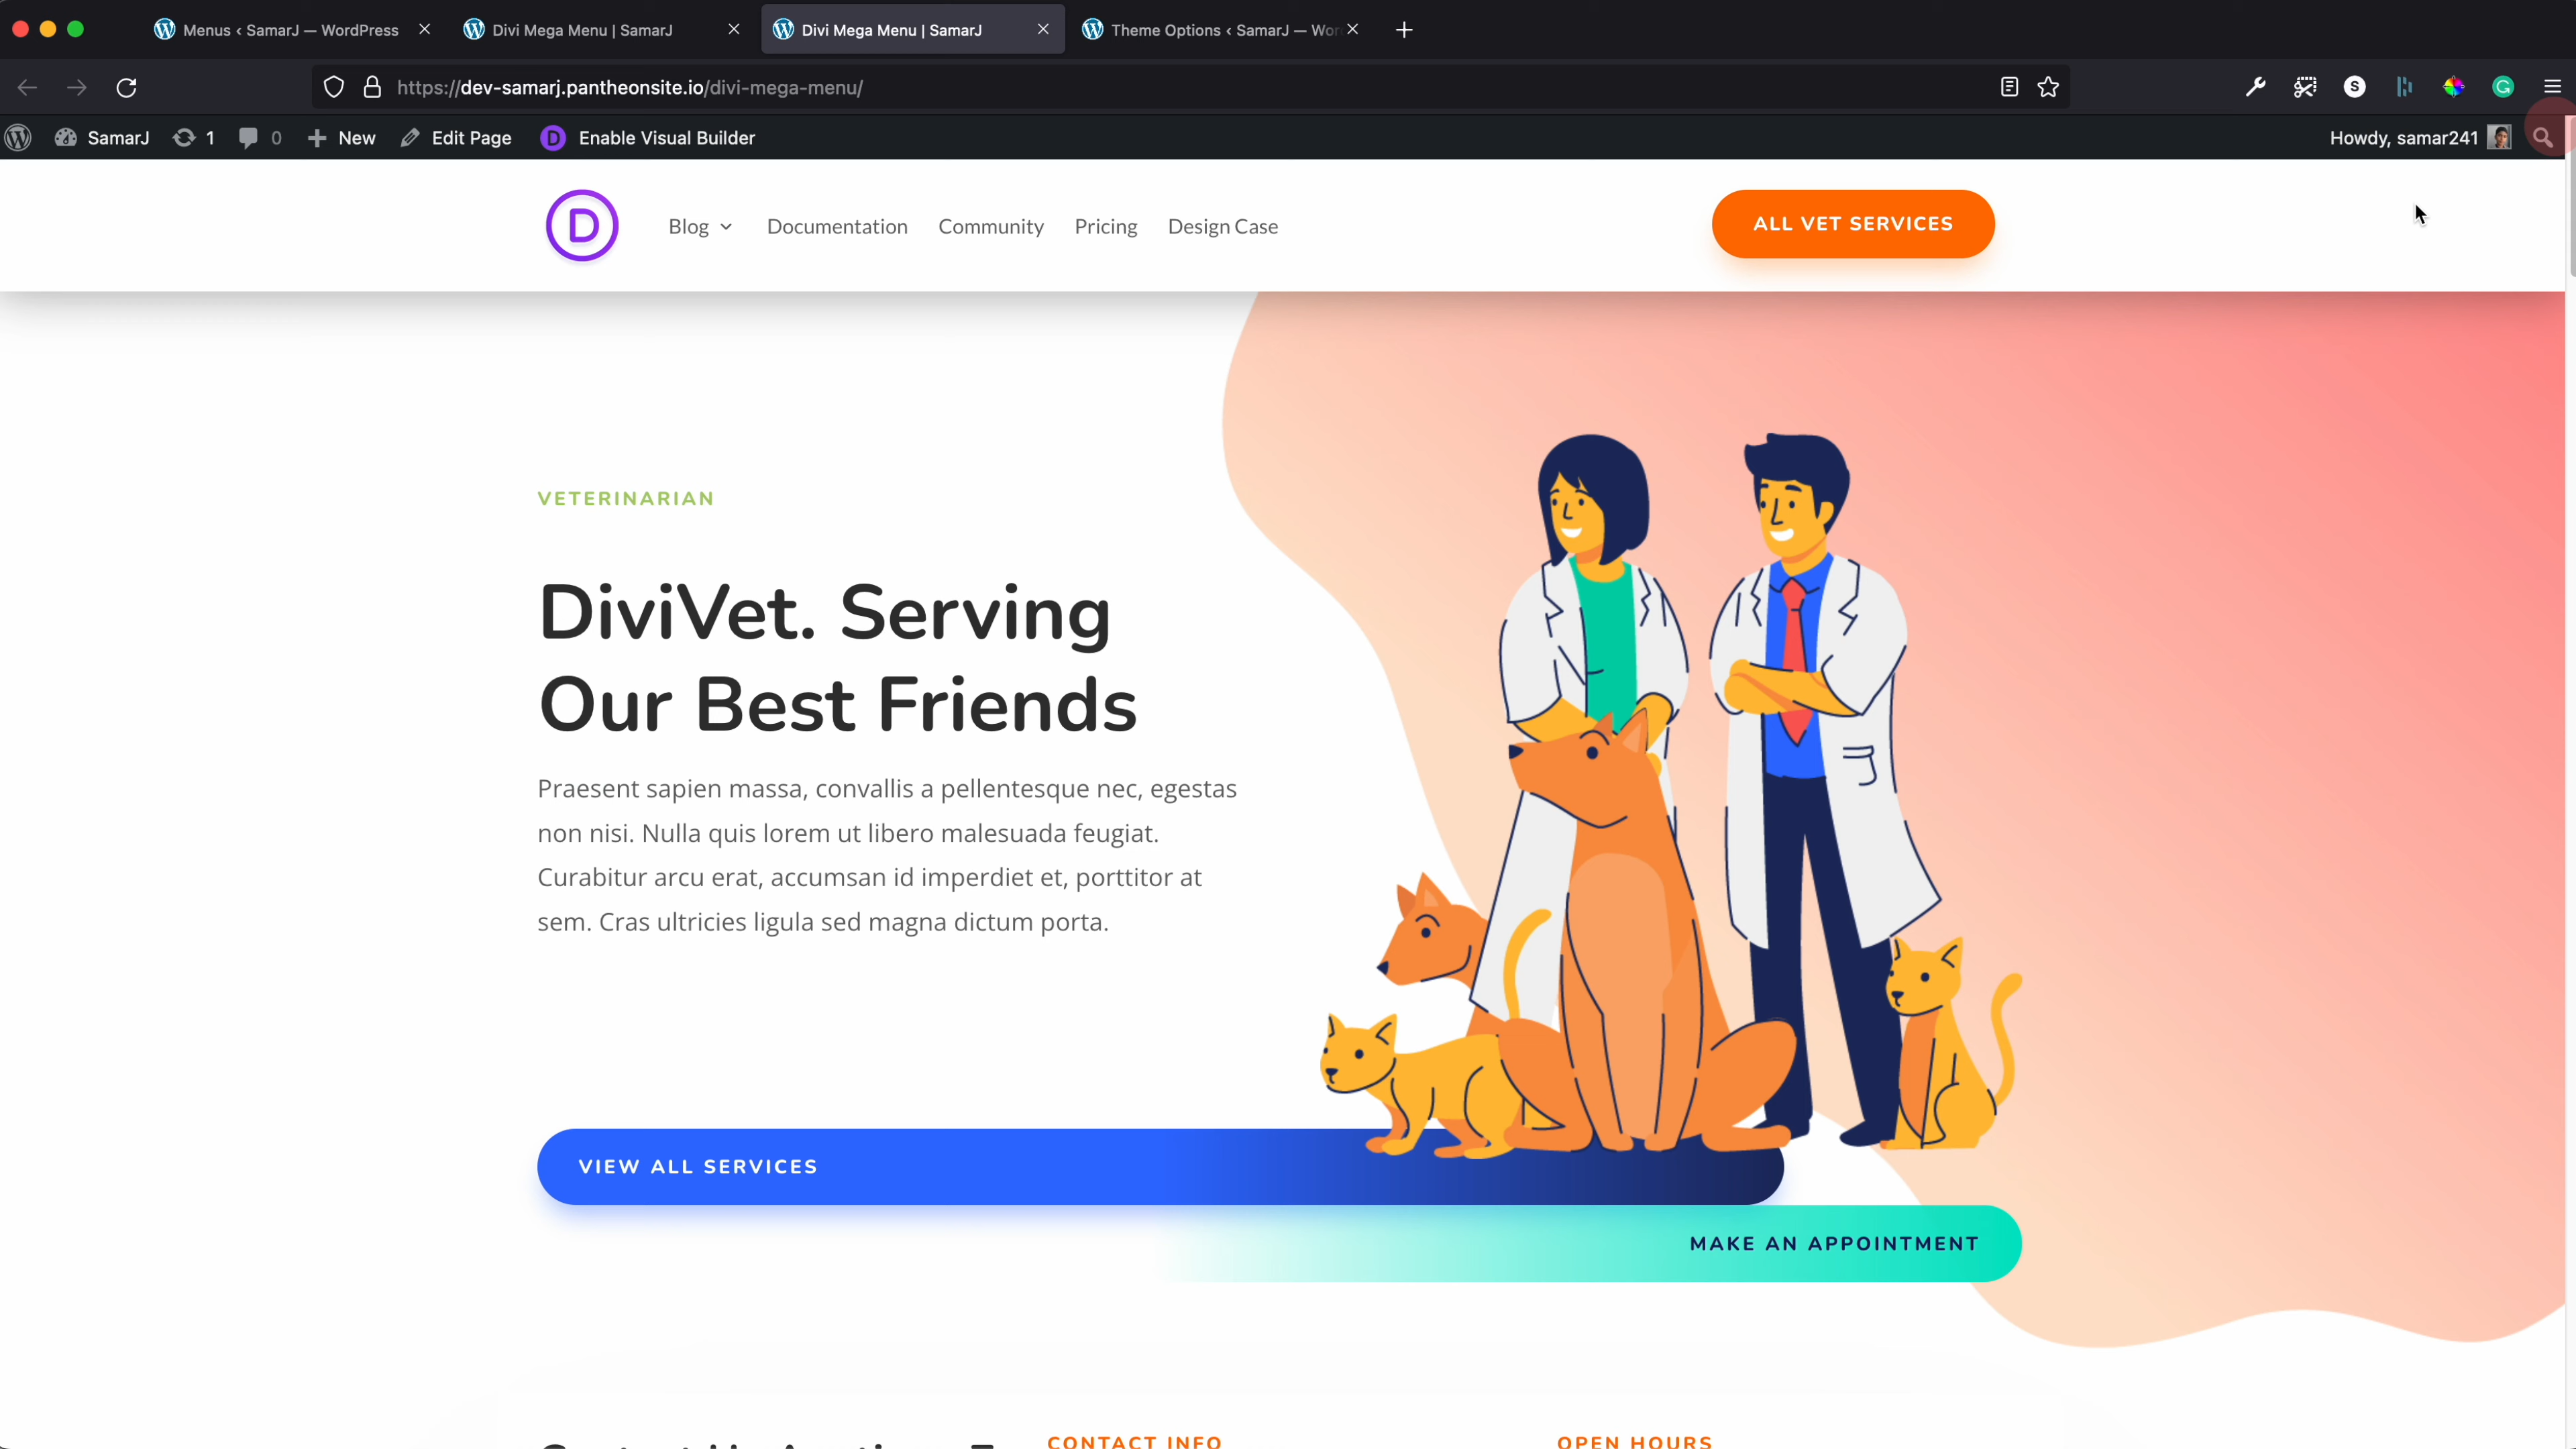 Menus ‹ SamarJ — WordPress
Divi Mega Menu | SamarJ
Divi Mega Menu | SamarJ
Theme Options ‹ SamarJ — Wor
https://dev-samarj.pantheonsite.io/divi-mega-menu/
SamarJ 1 0 New Edit Page D Enable Visual Builder Howdy, samar241
D Blog Documentation Community Pricing Design Case ALL VET SERVICES
VETERINARIAN
DiviVet. Serving
Our Best Friends
Praesent sapien massa, convallis a pellentesque nec, egestas
non nisi. Nulla quis lorem ut libero malesuada feugiat.
Curabitur arcu erat, accumsan id imperdiet et, porttitor at
sem. Cras ultricies ligula sed magna dictum porta.
VIEW ALL SERVICES
MAKE AN APPOINTMENT
CONTACT INFO
OPEN HOURS